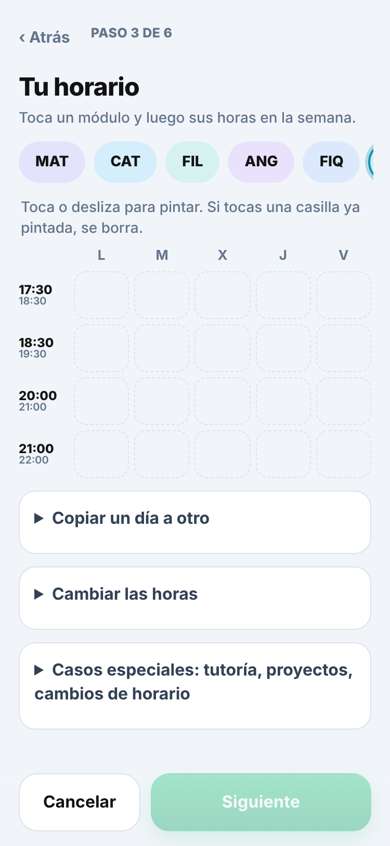 ‹ Atrás PASO 3 DE 6
Tu horario
Toca un módulo y luego sus horas en la semana.
MAT CAT FIL ANG FIQ
Toca o desliza para pintar. Si tocas una casilla ya
pintada, se borra.
L M X J V
17:30
18:30
18:30
19:30
20:00
21:00
21:00
22:00
▶ Copiar un día a otro
▶ Cambiar las horas
▶ Casos especiales: tutoría, proyectos,
cambios de horario
Cancelar Siguiente